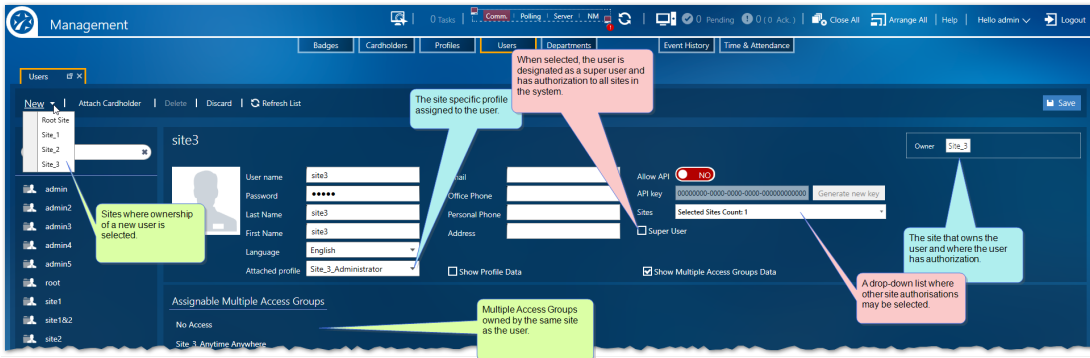 Management
0 Tasks
Comm. Polling Server NM
0 Pending
0 ( 0 Ack. )
Close All
Arrange All
Help
Hello admin
Logout
Badges
Cardholders
Profiles
Users
Departments
Event History
Time & Attendance
Users
New
Attach Cardholder
Delete
Discard
Refresh List
Save
Root Site
Site_1
Site_2
Site_3
admin
admin2
admin3
admin4
admin5
root
site1
site1&2
site2
Sites where ownership
of a new user is
selected.
site3
Owner Site_3
User name site3
Password •••••
Last Name site3
First Name site3
Language English
Attached profile Site_3_Administrator
Office Phone
Personal Phone
Address
Show Profile Data
Allow API NO
API key 00000000-0000-0000-0000-000000000000 Generate new key
Sites Selected Sites Count: 1
Super User
Show Multiple Access Groups Data
The site specific profile
assigned to the user.
When selected, the user is
designated as a super user and
has authorization to all sites in
the system.
The site that owns the
user and where the user
has authorization.
A drop-down list where
other site authorisations
may be selected.
Assignable Multiple Access Groups
No Access
Site_3_Anytime Anywhere
Multiple Access Groups
owned by the same site
as the user.